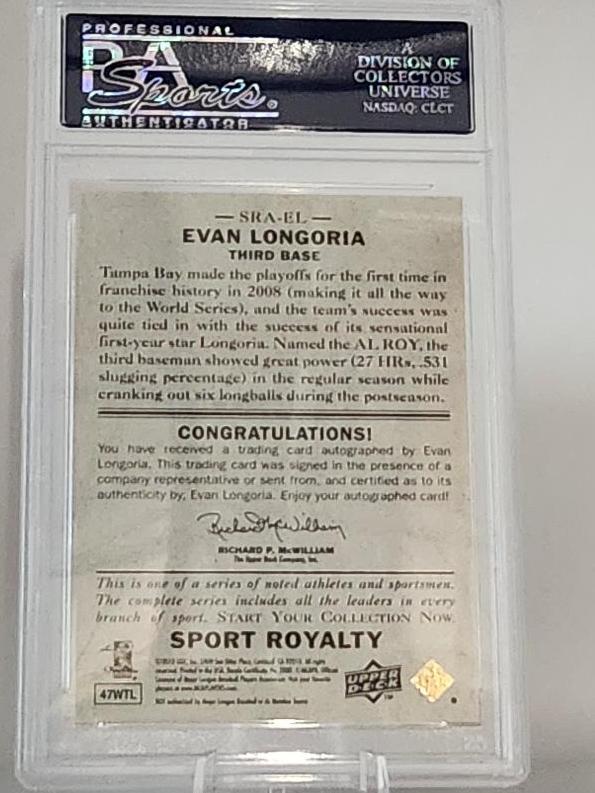 PROFESSIONAL
PSA
Sports.
AUTHENTICATOR
A
DIVISION OF
COLLECTORS
UNIVERSE
NASDAQ: CLCT
— SRA-EL —
EVAN LONGORIA
THIRD BASE
Tampa Bay made the playoffs for the first time in
franchise history in 2008 (making it all the way
to the World Series), and the team's success was
quite tied in with the success of its sensational
first-year star Longoria. Named the AL ROY, the
third baseman showed great power (27 HRs, .531
slugging percentage) in the regular season while
cranking out six longballs during the postseason.
CONGRATULATIONS!
You have received a trading card autographed by Evan
Longoria. This trading card was signed in the presence of a
company representative or sent from, and certified as to its
authenticity by, Evan Longoria. Enjoy your autographed card!
Richard P. McWilliam
RICHARD P. McWILLIAM
The Upper Deck Company, Inc.
This is one of a series of noted athletes and sportsmen.
The complete series includes all the leaders in every
branch of sport. START YOUR COLLECTION NOW.
SPORT ROYALTY
47WTL
UPPER
DECK
TM